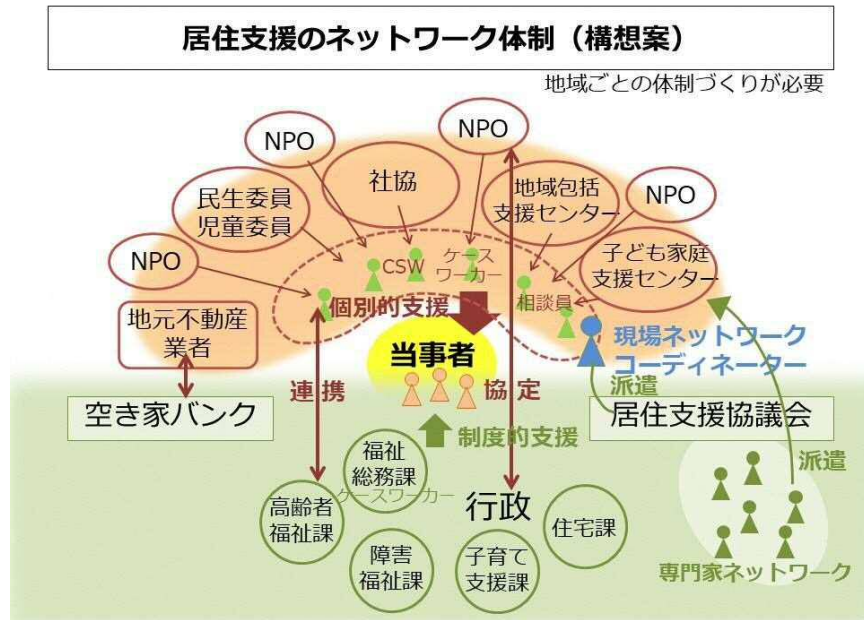 居住支援のネットワーク体制（構想案）
地域ごとの体制づくりが必要
NPO
NPO
社協
民生委員
児童委員
地域包括
支援センター
NPO
NPO
子ども家庭
支援センター
CSW
ケース
ワーカー
相談員
個別的支援
地元不動産
業者
現場ネットワーク
コーディネーター
当事者
連携
協定
派遣
空き家バンク
居住支援協議会
制度的支援
派遣
福祉
総務課
ケースワーカー
高齢者
福祉課
行政
住宅課
障害
福祉課
子育て
支援課
専門家ネットワーク